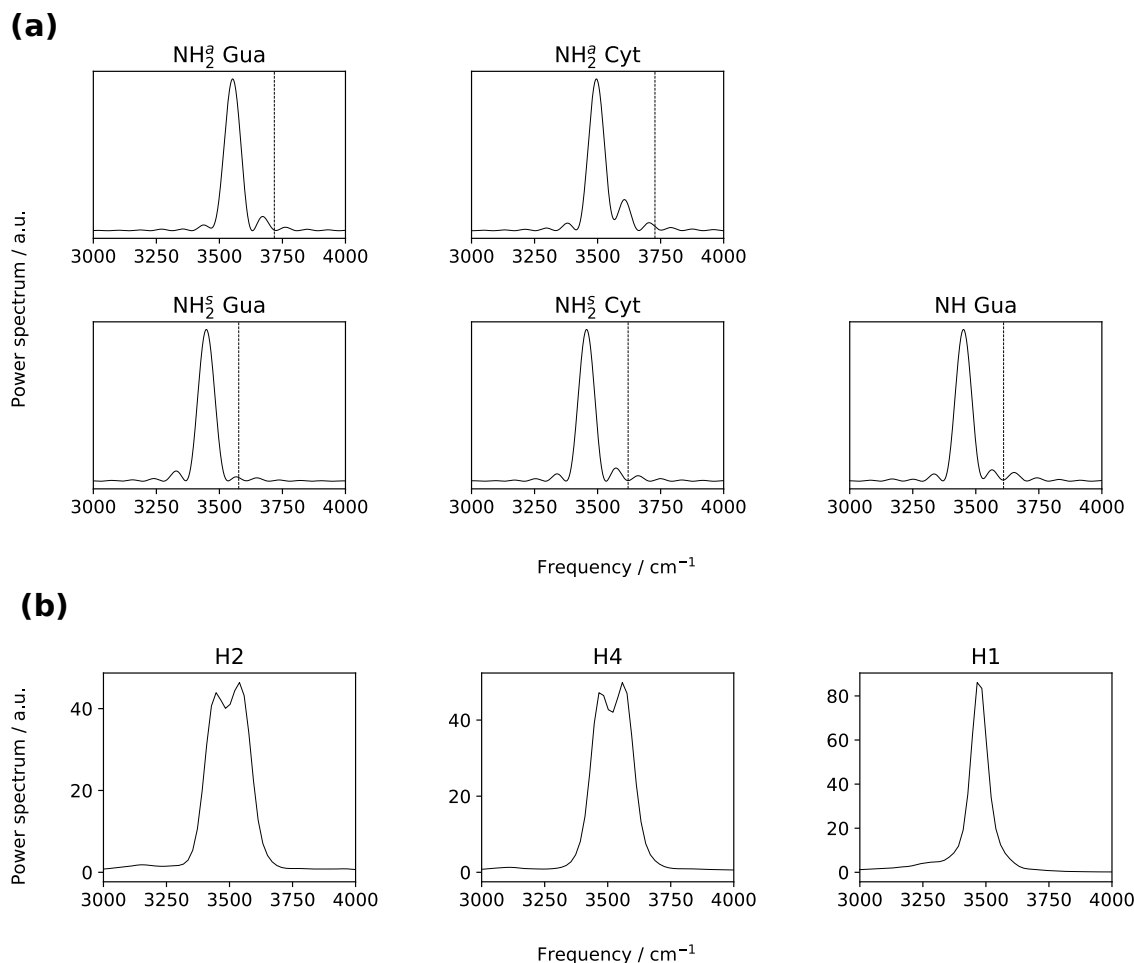 (a)
NH₂ᵃ Gua
NH₂ᵃ Cyt
3000 3250 3500 3750 4000
3000 3250 3500 3750 4000
NH₂ˢ Gua
NH₂ˢ Cyt
NH Gua
Power spectrum / a.u.
3000 3250 3500 3750 4000
3000 3250 3500 3750 4000
3000 3250 3500 3750 4000
Frequency / cm⁻¹
(b)
H2
H4
H1
Power spectrum / a.u.
40
20
0
40
20
0
80
60
40
20
0
3000 3250 3500 3750 4000
3000 3250 3500 3750 4000
3000 3250 3500 3750 4000
Frequency / cm⁻¹